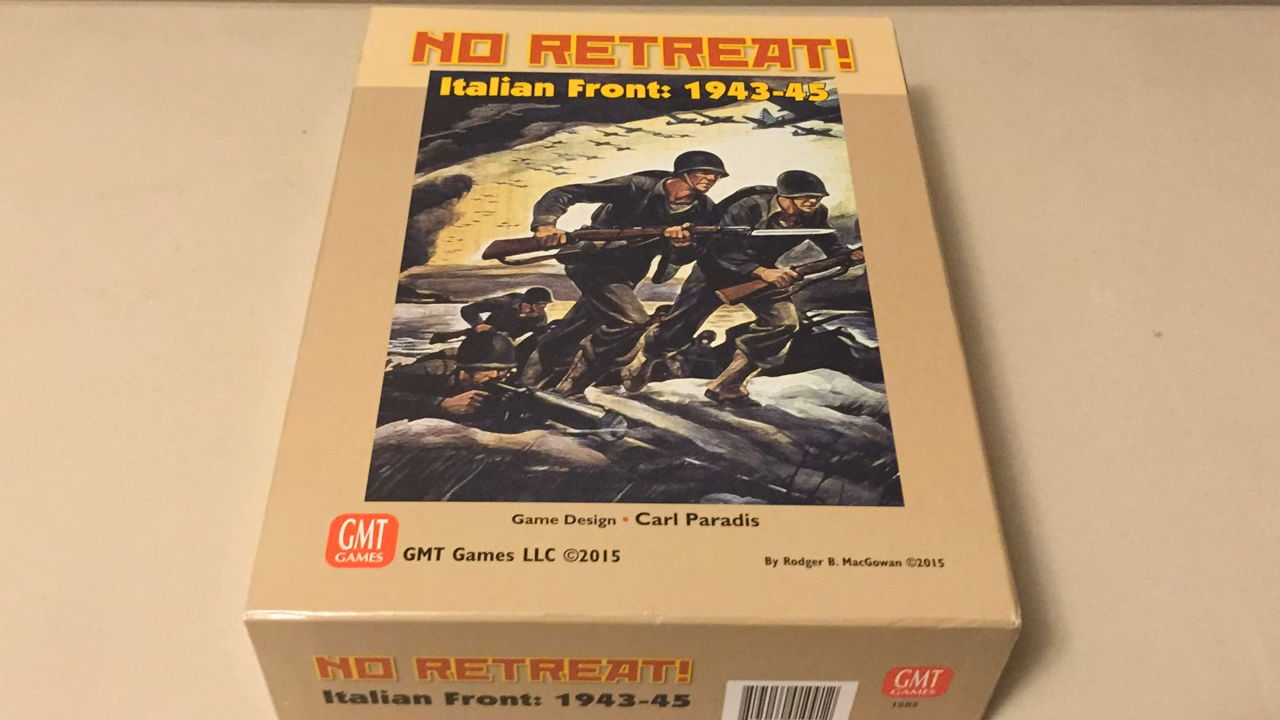 NO RETREAT!
Italian Front: 1943-45
Game Design • Carl Paradis
GMT
GAMES
GMT Games LLC ©2015
By Rodger B. MacGowan ©2015
NO RETREAT!
Italian Front: 1943-45
GMT
GAMES
1503